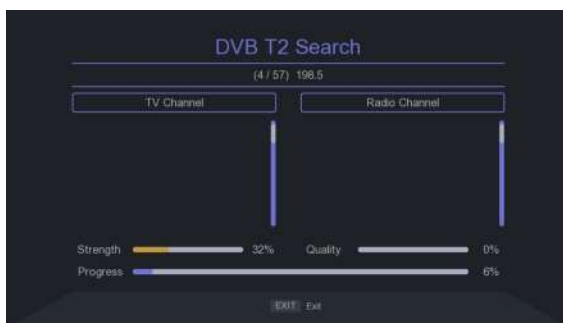 DVB T2 Search
(4 / 57) 198.5
TV Channel Radio Channel
Strength 32% Quality 0%
Progress 6%
EXIT Exit